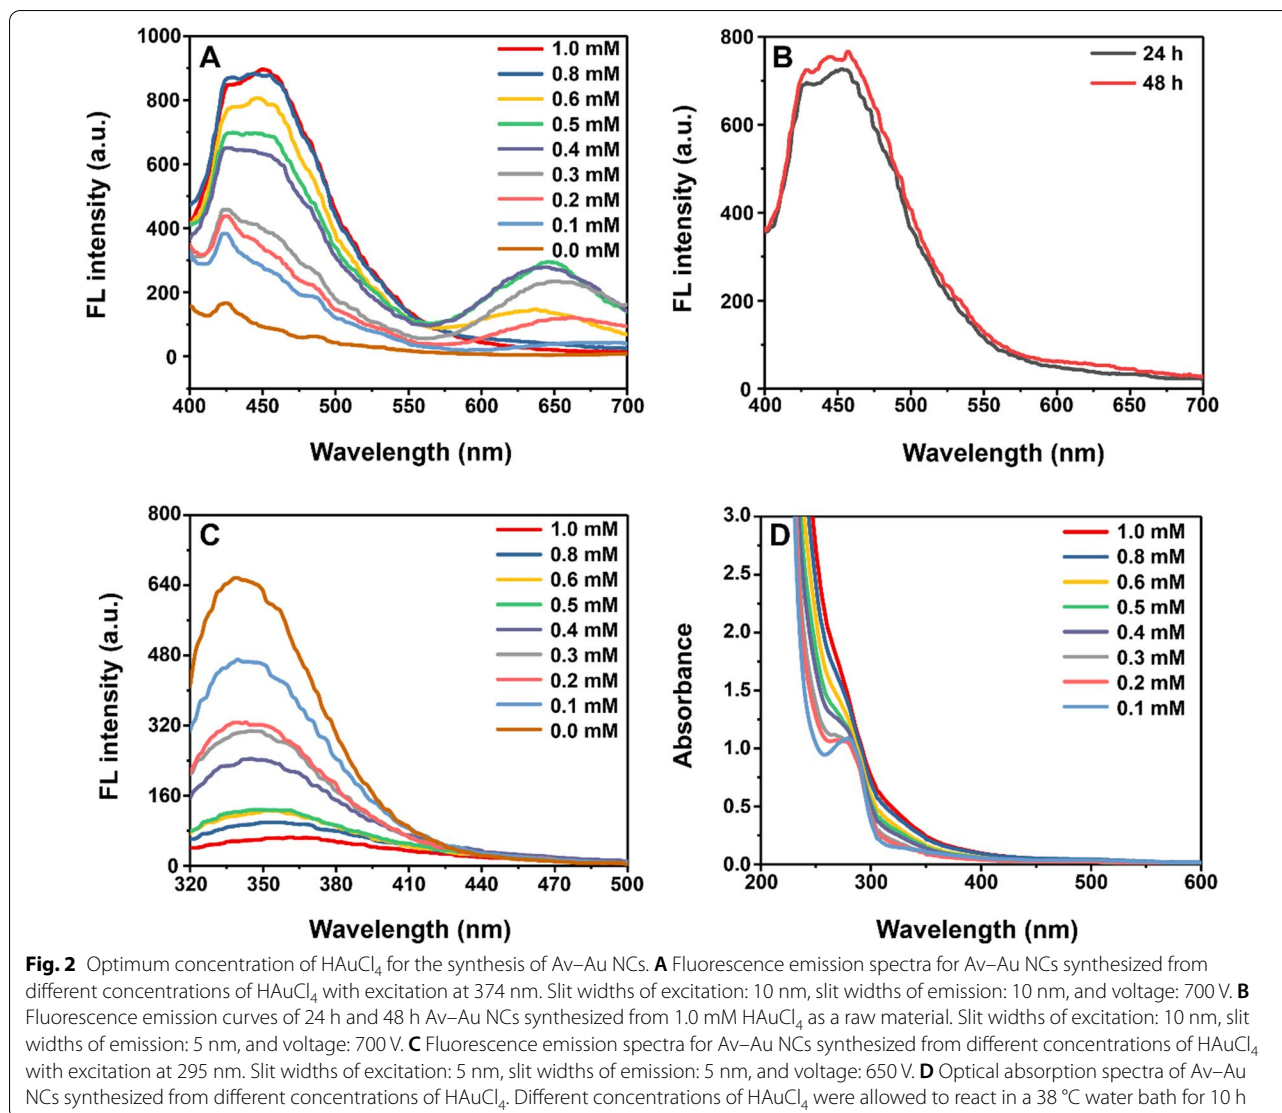 A
1000
800
600
400
200
0
FL intensity (a.u.)
400 450 500 550 600 650 700
Wavelength (nm)
1.0 mM
0.8 mM
0.6 mM
0.5 mM
0.4 mM
0.3 mM
0.2 mM
0.1 mM
0.0 mM
B
800
600
400
200
0
FL intensity (a.u.)
400 450 500 550 600 650 700
Wavelength (nm)
24 h
48 h
C
800
640
480
320
160
0
FL intensity (a.u.)
320 350 380 410 440 470 500
Wavelength (nm)
1.0 mM
0.8 mM
0.6 mM
0.5 mM
0.4 mM
0.3 mM
0.2 mM
0.1 mM
0.0 mM
D
3.0
2.5
2.0
1.5
1.0
0.5
0.0
Absorbance
200 300 400 500 600
Wavelength (nm)
1.0 mM
0.8 mM
0.6 mM
0.5 mM
0.4 mM
0.3 mM
0.2 mM
0.1 mM
Fig. 2 Optimum concentration of HAuCl₄ for the synthesis of Av–Au NCs. A Fluorescence emission spectra for Av–Au NCs synthesized from
different concentrations of HAuCl₄ with excitation at 374 nm. Slit widths of excitation: 10 nm, slit widths of emission: 10 nm, and voltage: 700 V. B
Fluorescence emission curves of 24 h and 48 h Av–Au NCs synthesized from 1.0 mM HAuCl₄ as a raw material. Slit widths of excitation: 10 nm, slit
widths of emission: 5 nm, and voltage: 700 V. C Fluorescence emission spectra for Av–Au NCs synthesized from different concentrations of HAuCl₄
with excitation at 295 nm. Slit widths of excitation: 5 nm, slit widths of emission: 5 nm, and voltage: 650 V. D Optical absorption spectra of Av–Au
NCs synthesized from different concentrations of HAuCl₄. Different concentrations of HAuCl₄ were allowed to react in a 38 °C water bath for 10 h